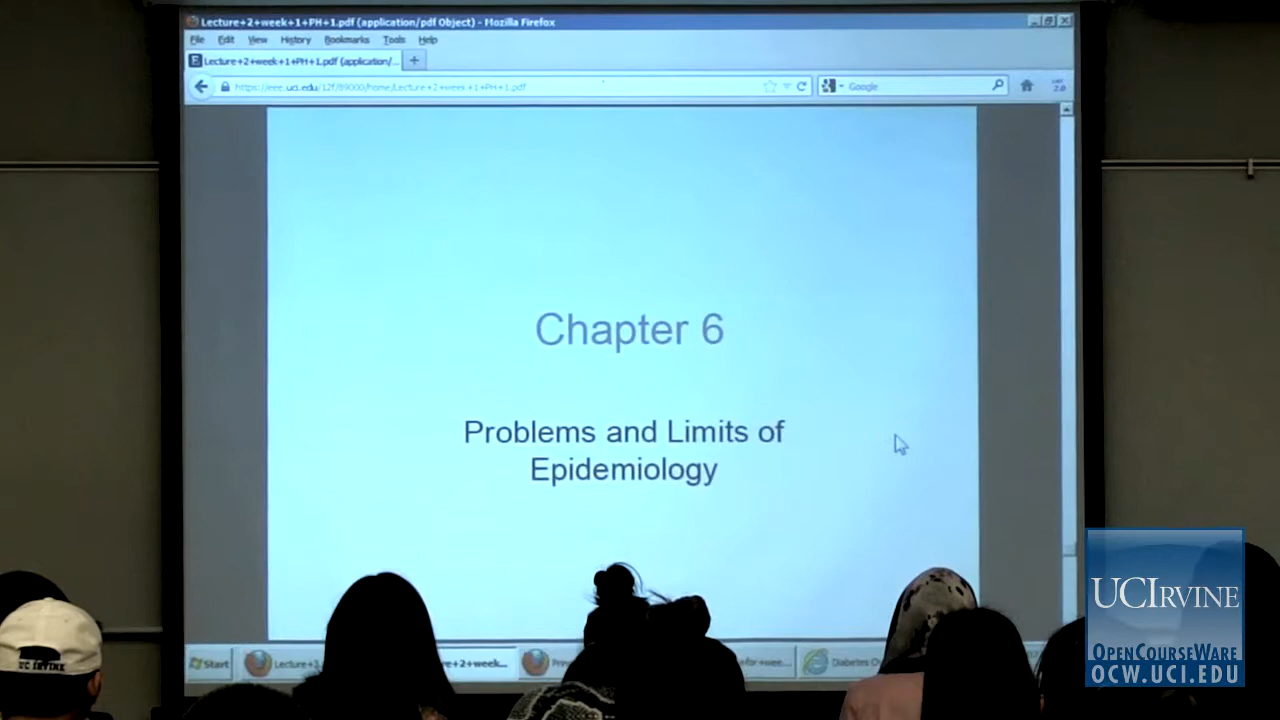 Lecture+2+week+1+PH+1.pdf (application/pdf Object) - Mozilla Firefox
File Edit View History Bookmarks Tools Help
Lecture+2+week+1+PH+1.pdf (application/...
https://eee.uci.edu/12f/89000/home/Lecture+2+week+1+PH+1.pdf
Google
Chapter 6
Problems and Limits of
Epidemiology
Start
e+2+week...
Diabetes
UC IRVINE
UCIRVINE
OPENCOURSEWARE
OCW.UCI.EDU